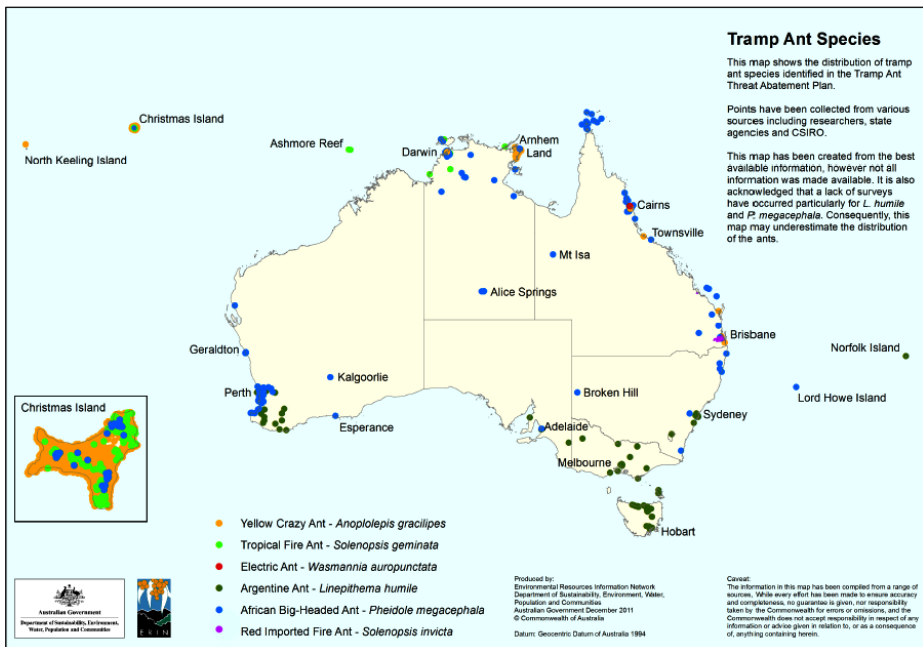 Tramp Ant Species
This map shows the distribution of tramp
ant species identified in the Tramp Ant
Threat Abatement Plan.
Points have been collected from various
sources including researchers, state
agencies and CSIRO.
This map has been created from the best
available information, however not all
information was made available. It is also
acknowledged that a lack of surveys
have occurred particularly for L. humile
and P. megacephala. Consequently, this
map may underestimate the distribution
of the ants.
Christmas Island
North Keeling Island
Ashmore Reef
Darwin
Arnhem
Land
Cairns
Townsville
Mt Isa
Alice Springs
Geraldton
Brisbane
Norfolk Island
Kalgoorlie
Perth
Broken Hill
Lord Howe Island
Esperance
Adelaide
Sydeney
Melbourne
Hobart
Christmas Island
Yellow Crazy Ant - Anoplolepis gracilipes
Tropical Fire Ant - Solenopsis geminata
Electric Ant - Wasmannia auropunctata
Argentine Ant - Linepithema humile
African Big-Headed Ant - Pheidole megacephala
Red Imported Fire Ant - Solenopsis invicta
Australian Government
Department of Sustainability, Environment,
Water, Population and Communities
ERIN
Produced by:
Environmental Resources Information Network
Department of Sustainability, Environment, Water,
Population and Communities
Australian Government December 2011
© Commonwealth of Australia
Datum: Geocentric Datum of Australia 1994
Caveat:
The information in this map has been compiled from a range of
sources, While every effort has been made to ensure accuracy
and completeness, no guarantee is given, nor responsibility
taken by the Commonwealth for errors or omissions, and the
Commonwealth does not accept responsibility in respect of any
information or advice given in relation to, or as a consequence
of, anything containing herein.